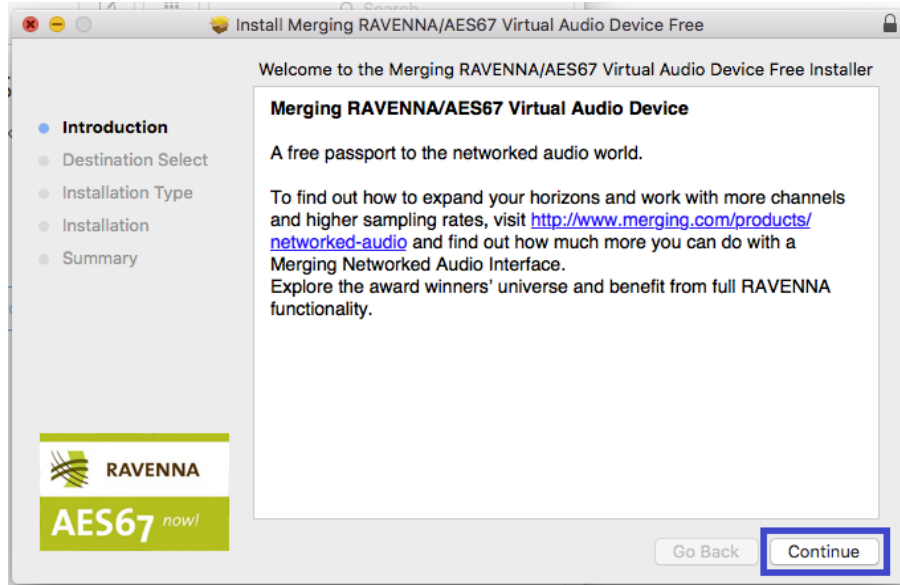 Search
Install Merging RAVENNA/AES67 Virtual Audio Device Free
Welcome to the Merging RAVENNA/AES67 Virtual Audio Device Free Installer
Introduction
Destination Select
Installation Type
Installation
Summary
Merging RAVENNA/AES67 Virtual Audio Device
A free passport to the networked audio world.
To find out how to expand your horizons and work with more channels
and higher sampling rates, visit http://www.merging.com/products/
networked-audio and find out how much more you can do with a
Merging Networked Audio Interface.
Explore the award winners' universe and benefit from full RAVENNA
functionality.
RAVENNA
AES67 now!
Go Back
Continue